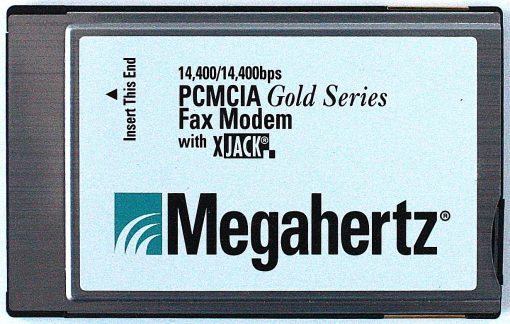 Insert This End
14,400/14,400bps
PCMCIA Gold Series
Fax Modem
with XJACK®
Megahertz®